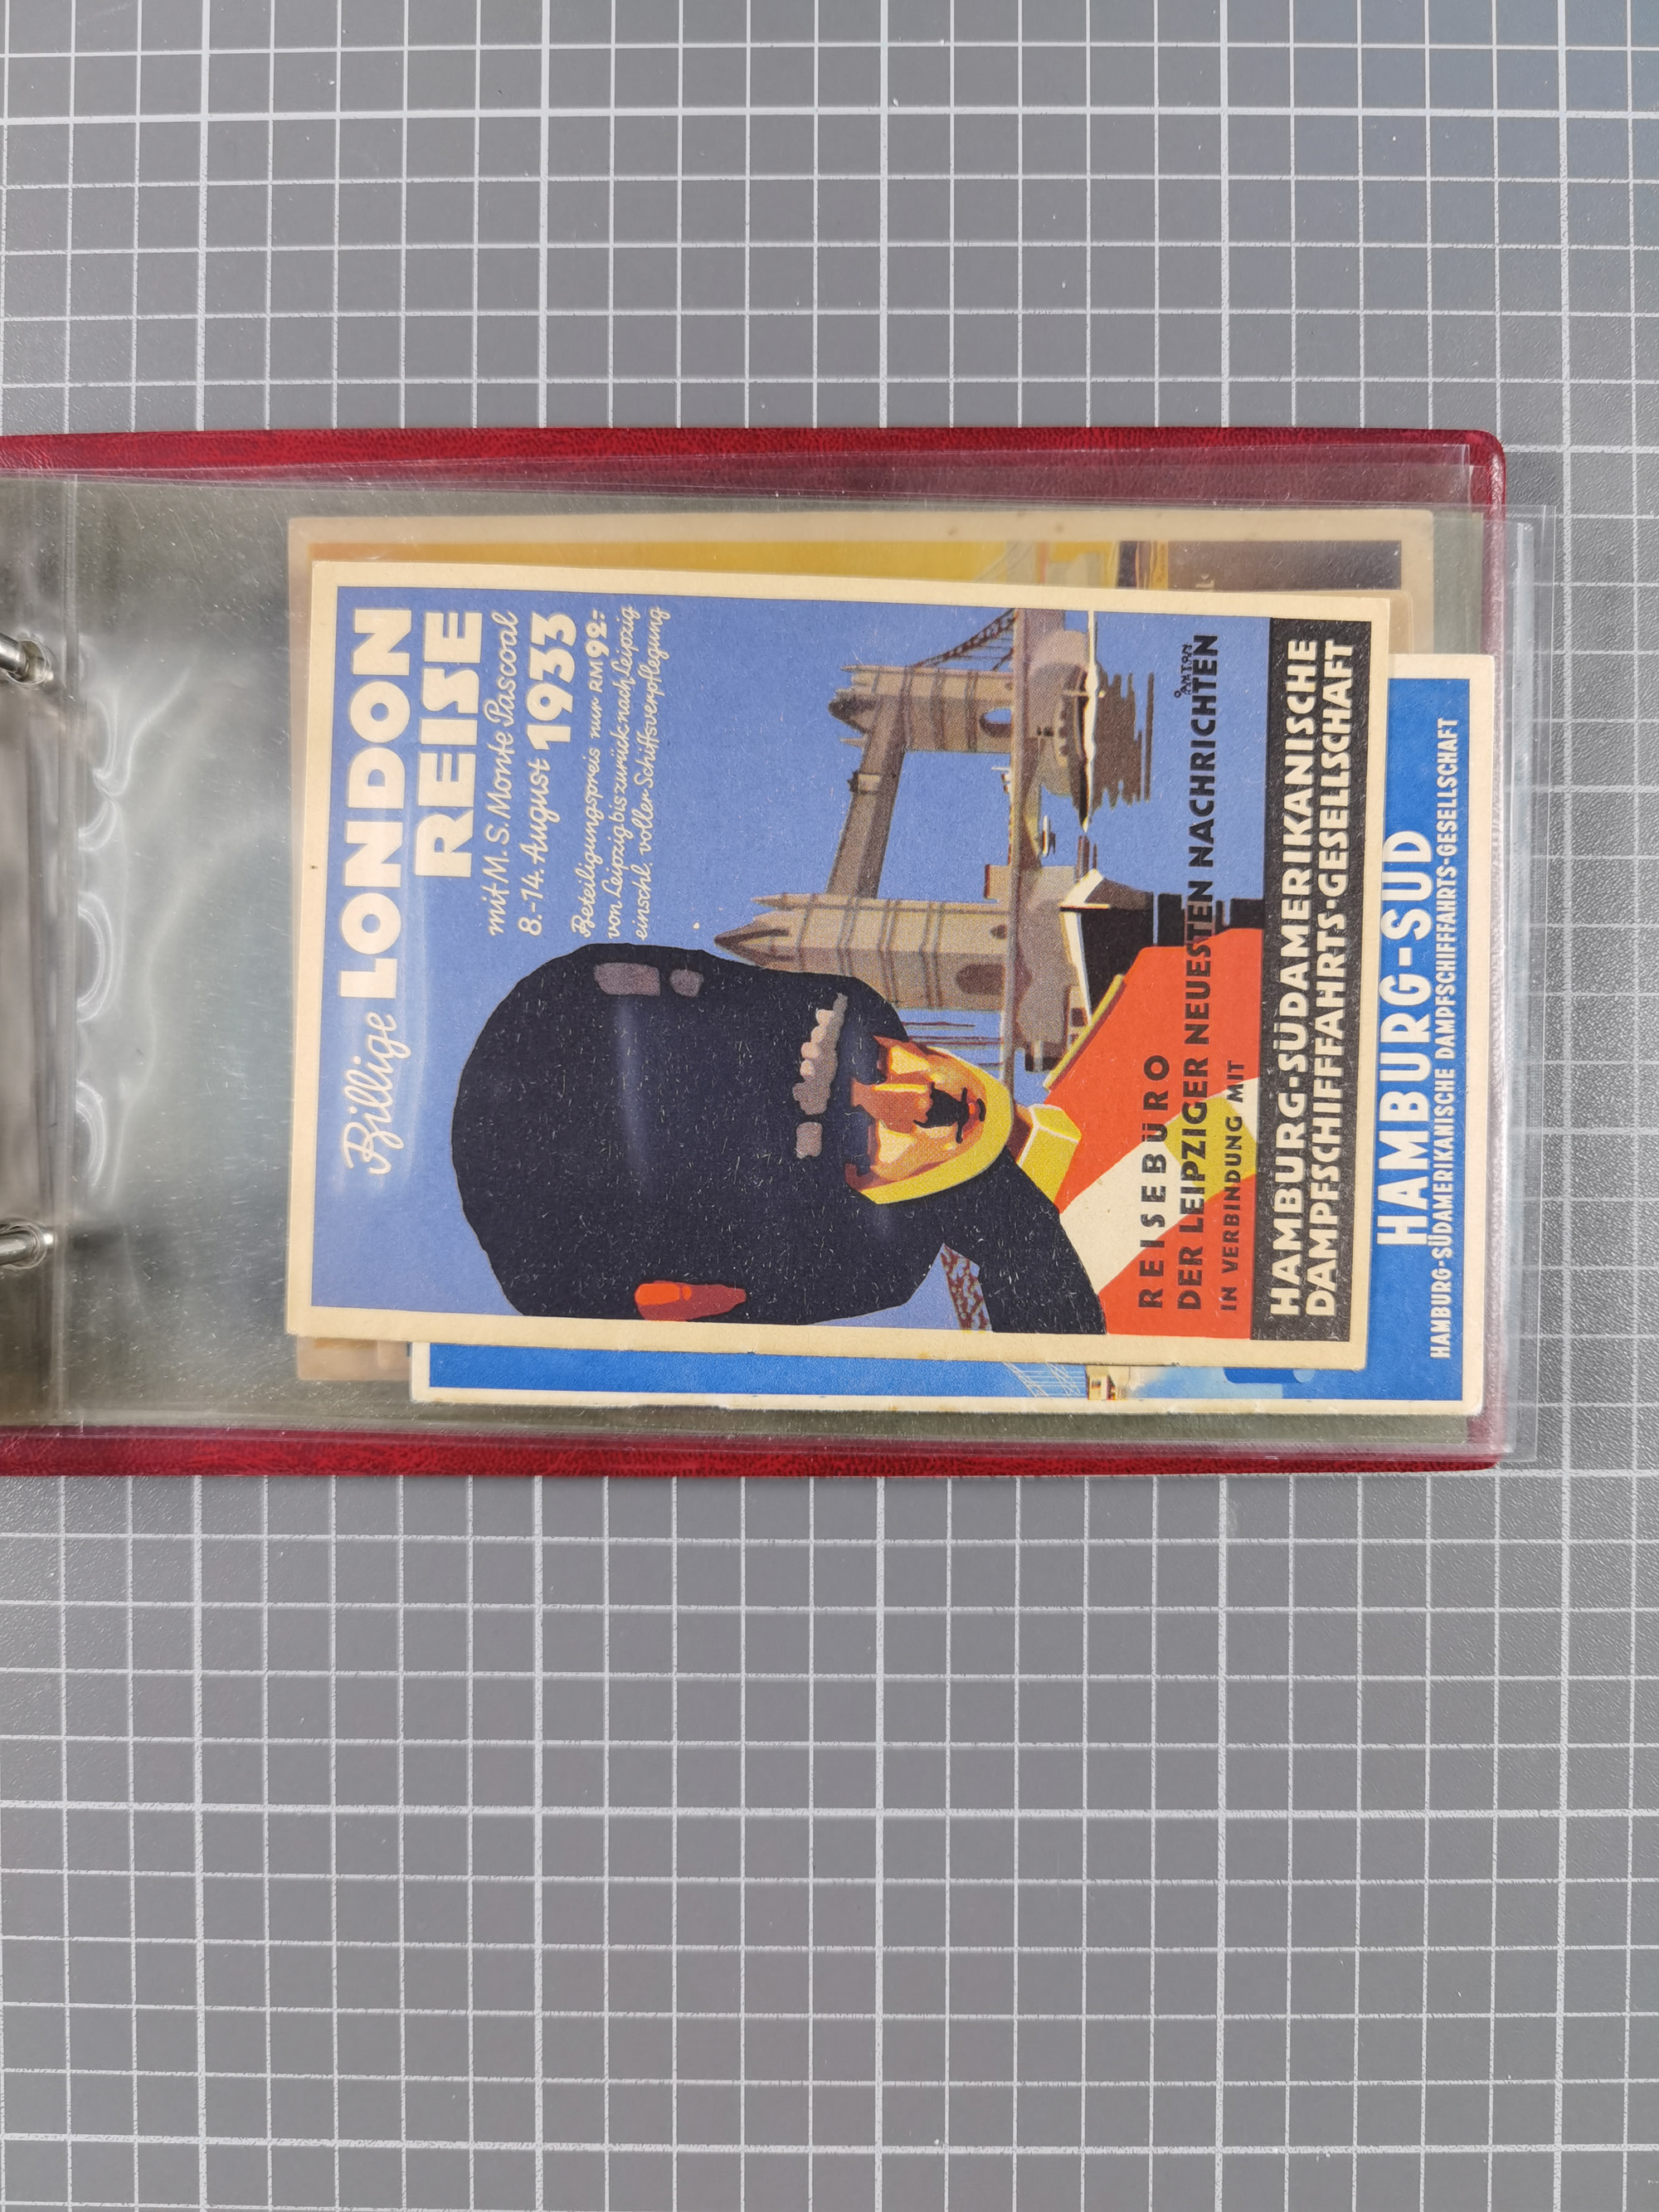 Billige LONDON
REISE
mit M.S. Monte Pascoal
8.-14. August 1933
Beteiligungspreis nur RM 92.-
von Leipzig bis zurück nach Leipzig
einschl. voller Schiffsverpflegung
ANTON
REISEBÜRO
DER LEIPZIGER NEUESTEN NACHRICHTEN
IN VERBINDUNG MIT
HAMBURG-SÜDAMERIKANISCHE
DAMPFSCHIFFFAHRTS-GESELLSCHAFT
HAMBURG-SÜD
HAMBURG-SÜDAMERIKANISCHE DAMPFSCHIFFFAHRTS-GESELLSCHAFT